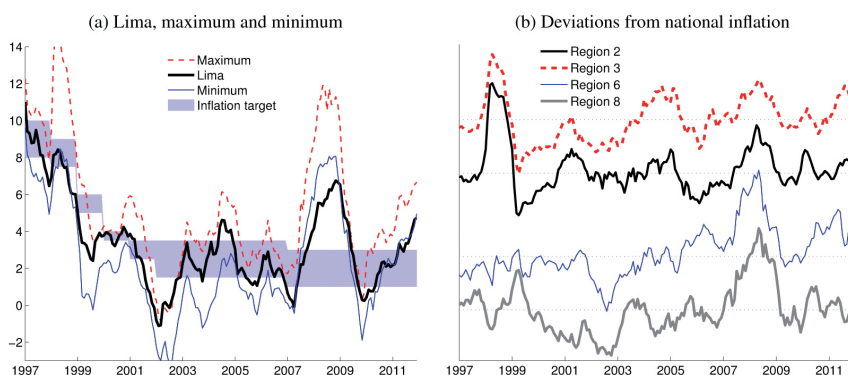 (a) Lima, maximum and minimum
14
12
10
8
6
4
2
0
−2
Maximum
Lima
Minimum
Inflation target
1997 1999 2001 2003 2005 2007 2009 2011
(b) Deviations from national inflation
Region 2
Region 3
Region 6
Region 8
1997 1999 2001 2003 2005 2007 2009 2011